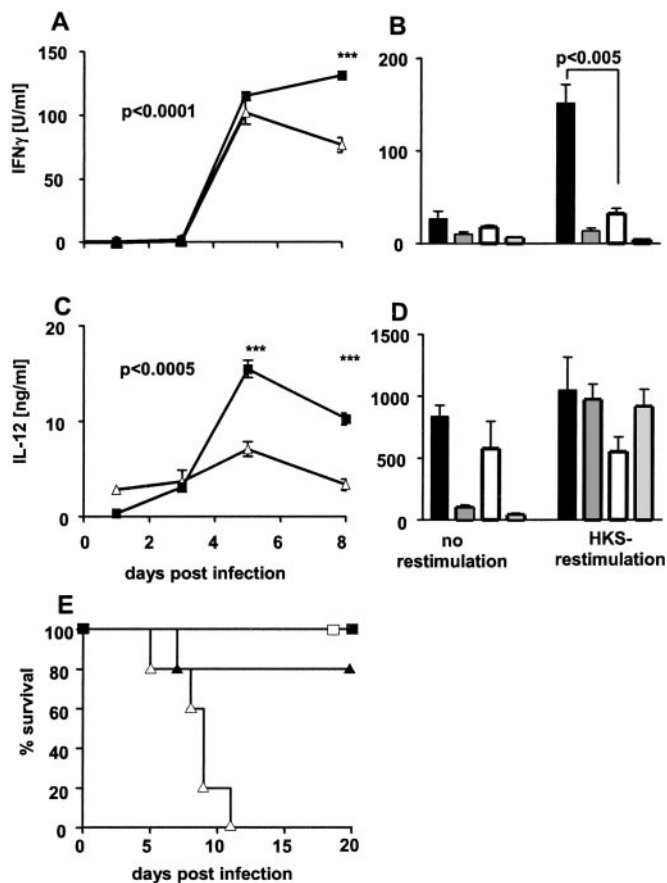 A
IFNγ [U/ml]
150
100
50
0
p<0.0001
***
B
200
100
0
p<0.005
C
IL-12 [ng/ml]
20
10
0
p<0.0005
***
***
0 2 4 6 8
days post infection
D
1500
1000
500
0
no
restimulation
HKS-
restimulation
E
% survival
100
80
60
40
20
0
0 5 10 15 20
days post infection